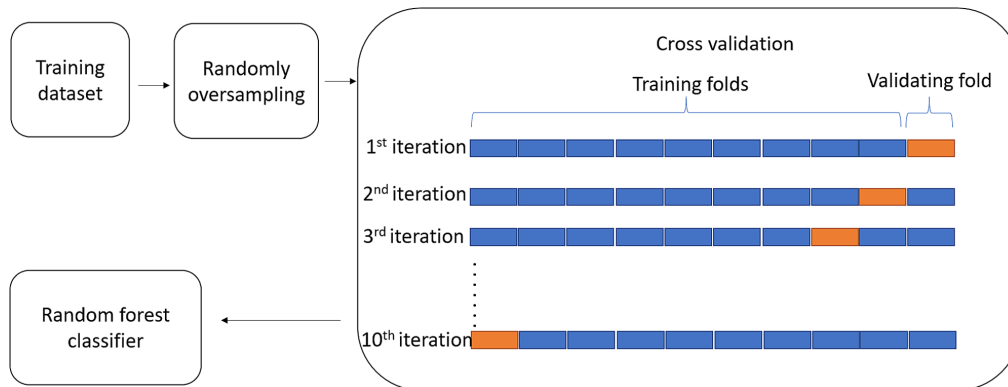 Training
dataset
Randomly
oversampling
Cross validation
Training folds
Validating fold
1st iteration
2nd iteration
3rd iteration
10th iteration
Random forest
classifier